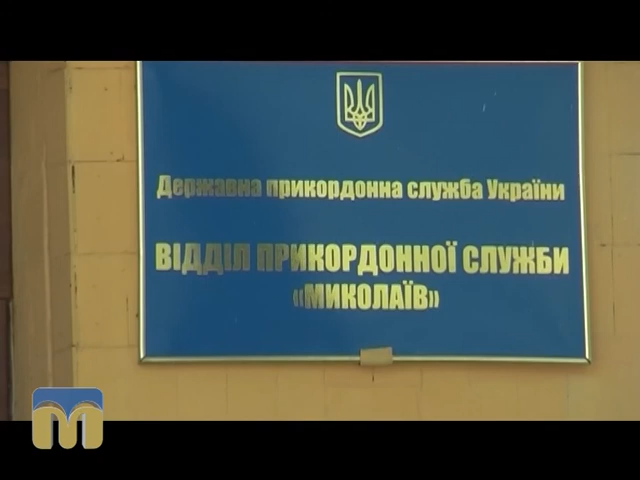 Державна прикордонна служба України
ВІДДІЛ ПРИКОРДОННОЇ СЛУЖБИ
«МИКОЛАЇВ»
М